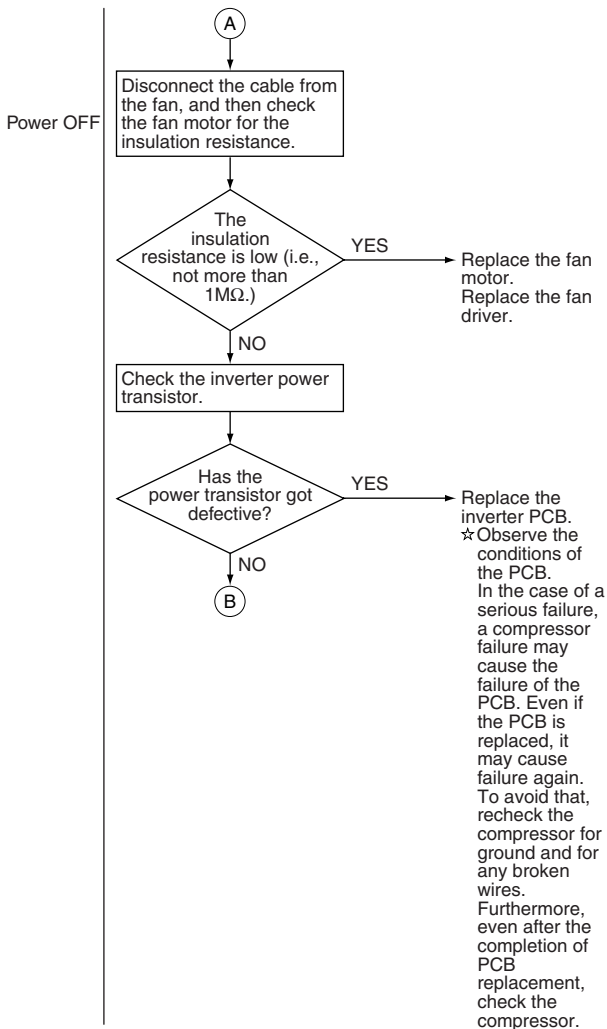 A
Power OFF
Disconnect the cable from
the fan, and then check
the fan motor for the
insulation resistance.
The
insulation
resistance is low (i.e.,
not more than
1MΩ.)
YES
Replace the fan
motor.
Replace the fan
driver.
NO
Check the inverter power
transistor.
Has the
power transistor got
defective?
YES
Replace the
inverter PCB.
☆Observe the
conditions of
the PCB.
In the case of a
serious failure,
a compressor
failure may
cause the
failure of the
PCB. Even if
the PCB is
replaced, it
may cause
failure again.
To avoid that,
recheck the
compressor for
ground and for
any broken
wires.
Furthermore,
even after the
completion of
PCB
replacement,
check the
compressor.
NO
B